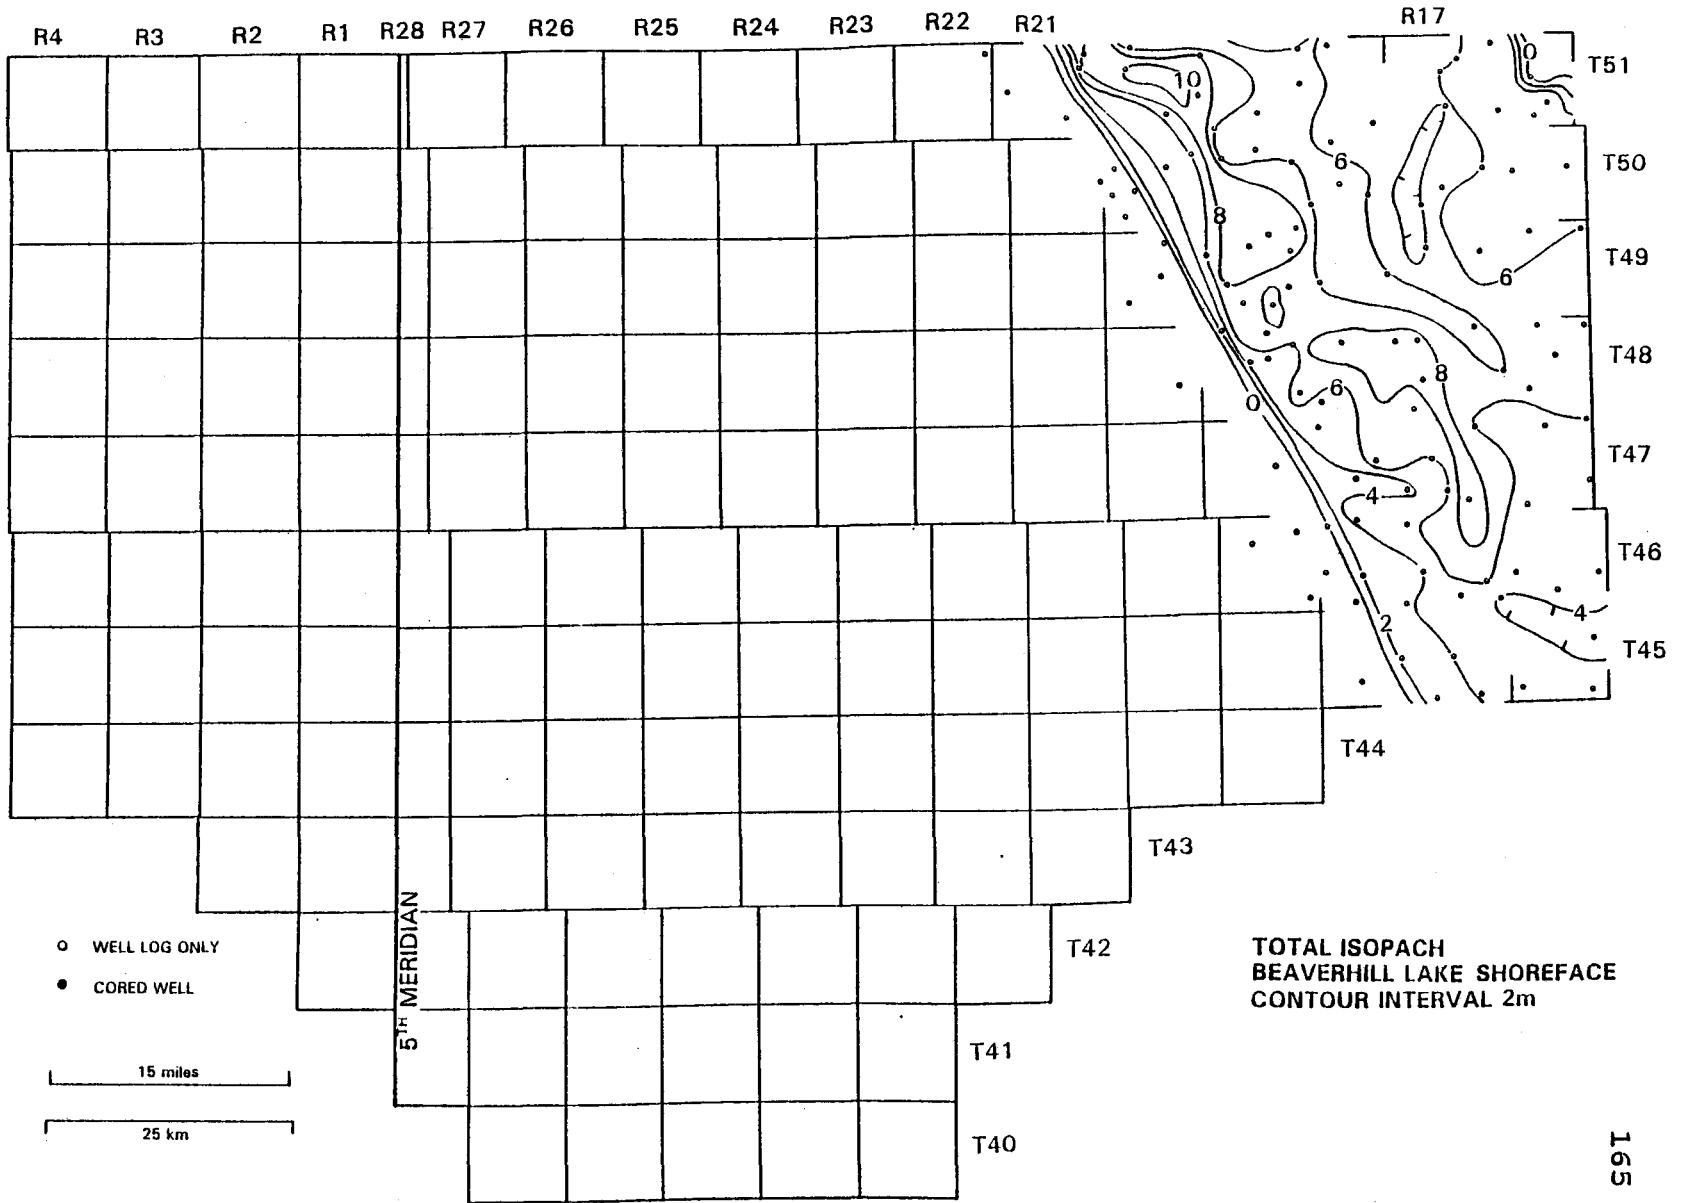 R4 R3 R2 R1 R28 R27 R26 R25 R24 R23 R22 R21 R17
0
T51
10
6
T50
8
T49
6
T48
8
6
0
T47
4
T46
4
2
T45
T44
T43
5TH MERIDIAN
WELL LOG ONLY
CORED WELL
T42
TOTAL ISOPACH
BEAVERHILL LAKE SHOREFACE
CONTOUR INTERVAL 2m
T41
15 miles
25 km
T40
165